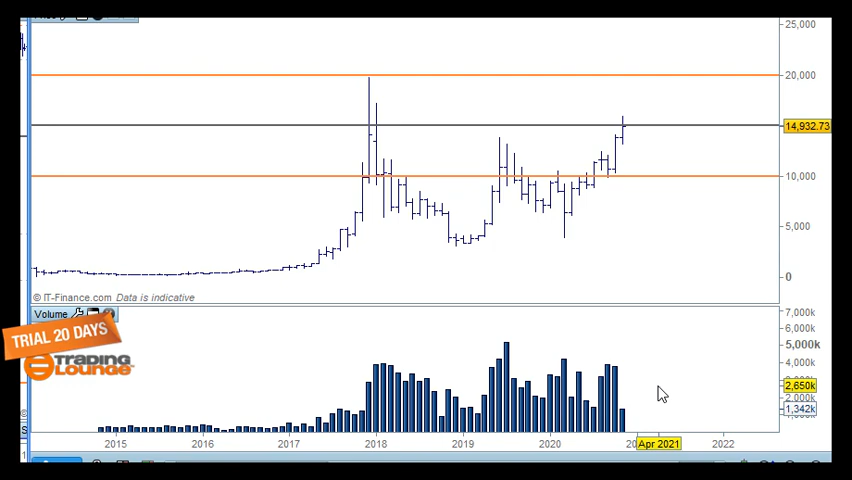 25,000
20,000
14,932.73
10,000
5,000
0
© IT-Finance.com Data is indicative
Volume
7,000k
6,000k
5,000k
4,000k
2,650k
2,000k
1,342k
TRIAL 20 DAYS
TRADING
LOUNGE
2015 2016 2017 2018 2019 2020 Apr 2021 2022